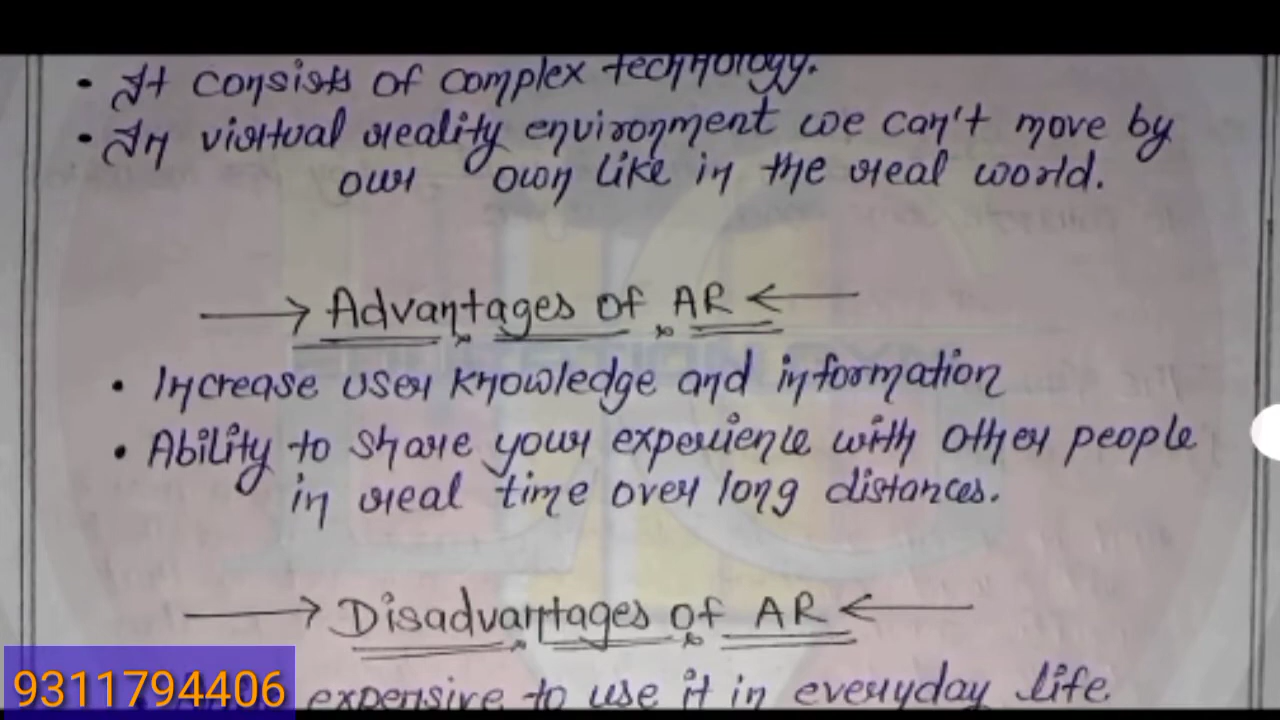 • It consists of complex technology.
• In virtual reality environment we can't move by
our own like in the real world.
→ Advantages of AR ←
• Increase user knowledge and information
• Ability to share your experience with other people
in real time over long distances.
→ Disadvantages of AR ←
expensive to use it in everyday life.
9311794406